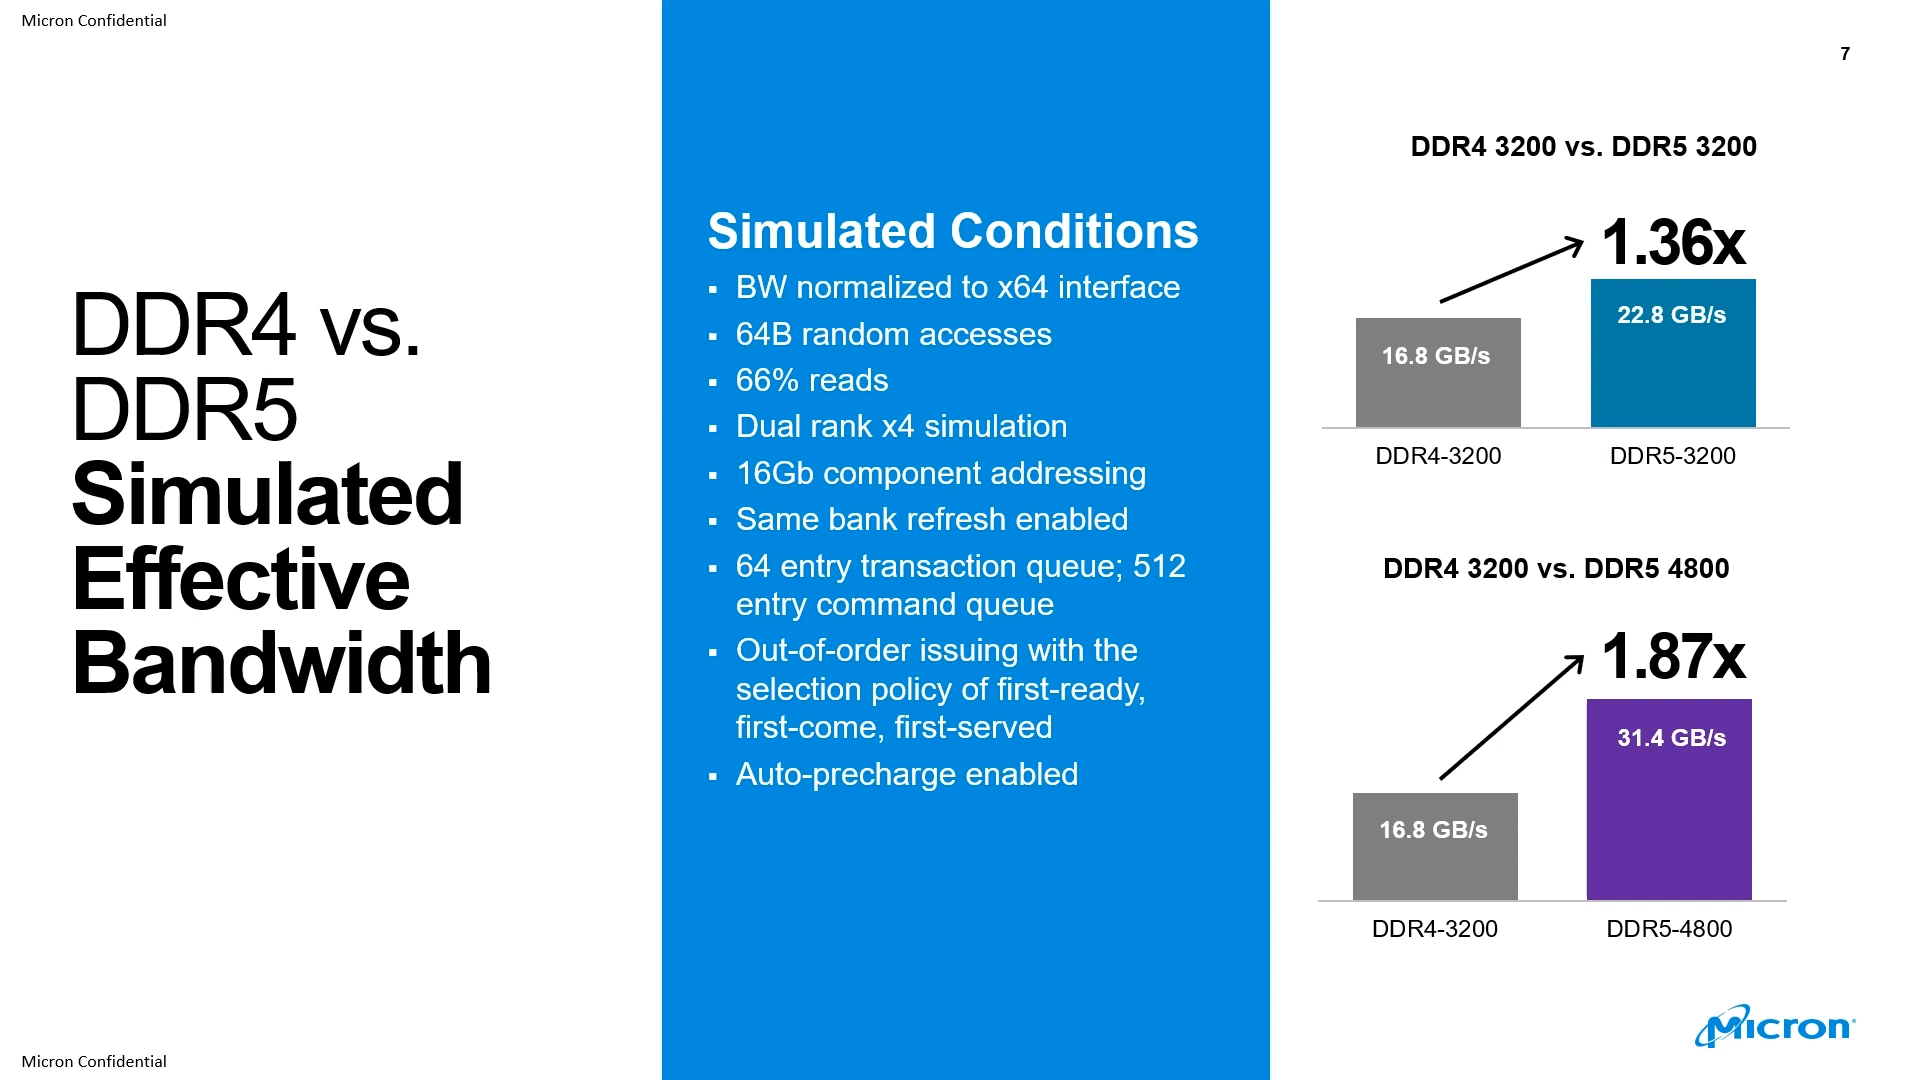 Micron Confidential
7
DDR4 vs.
DDR5
Simulated
Effective
Bandwidth
Simulated Conditions
▪ BW normalized to x64 interface
▪ 64B random accesses
▪ 66% reads
▪ Dual rank x4 simulation
▪ 16Gb component addressing
▪ Same bank refresh enabled
▪ 64 entry transaction queue; 512
entry command queue
▪ Out-of-order issuing with the
selection policy of first-ready,
first-come, first-served
▪ Auto-precharge enabled
DDR4 3200 vs. DDR5 3200
1.36x
22.8 GB/s
16.8 GB/s
DDR4-3200 DDR5-3200
DDR4 3200 vs. DDR5 4800
1.87x
31.4 GB/s
16.8 GB/s
DDR4-3200 DDR5-4800
Micron
Micron Confidential